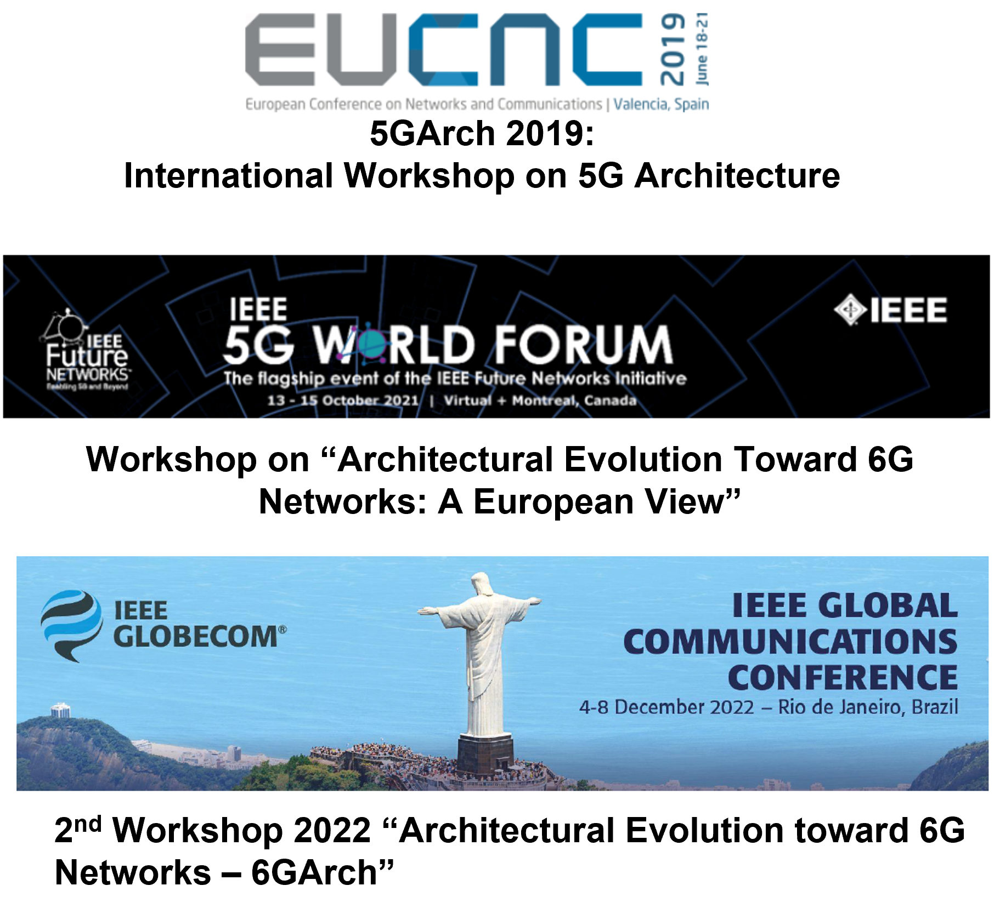 EUCNC 2019 June 18-21
European Conference on Networks and Communications | Valencia, Spain
5GArch 2019:
International Workshop on 5G Architecture
IEEE
Future
NETWORKS™
Enabling 5G and Beyond
IEEE
5G WORLD FORUM
The flagship event of the IEEE Future Networks Initiative
13 - 15 October 2021 | Virtual + Montreal, Canada
IEEE
Workshop on “Architectural Evolution Toward 6G
Networks: A European View”
IEEE
GLOBECOM®
IEEE GLOBAL
COMMUNICATIONS
CONFERENCE
4-8 December 2022 – Rio de Janeiro, Brazil
2nd Workshop 2022 “Architectural Evolution toward 6G
Networks – 6GArch”